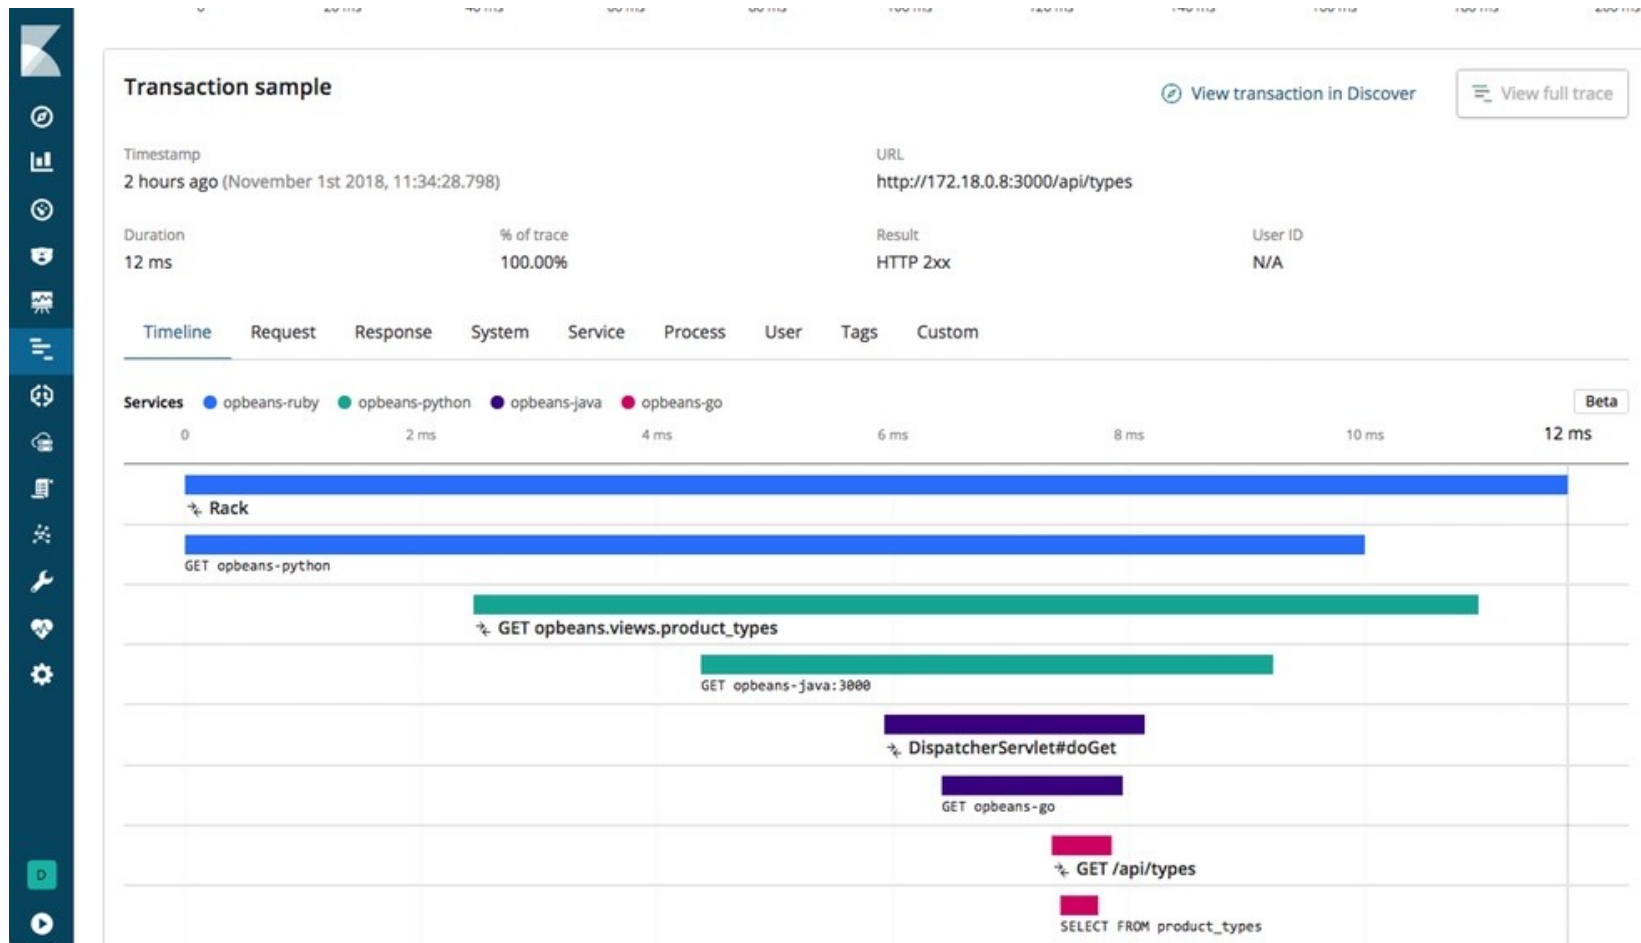 Transaction sample
View transaction in Discover
View full trace
Timestamp
2 hours ago (November 1st 2018, 11:34:28.798)
URL
http://172.18.0.8:3000/api/types
Duration
12 ms
% of trace
100.00%
Result
HTTP 2xx
User ID
N/A
Timeline Request Response System Service Process User Tags Custom
Services opbeans-ruby opbeans-python opbeans-java opbeans-go
Beta
0 2 ms 4 ms 6 ms 8 ms 10 ms 12 ms
Rack
GET opbeans-python
GET opbeans.views.product_types
GET opbeans-java:3000
DispatcherServlet#doGet
GET opbeans-go
GET /api/types
D
SELECT FROM product_types